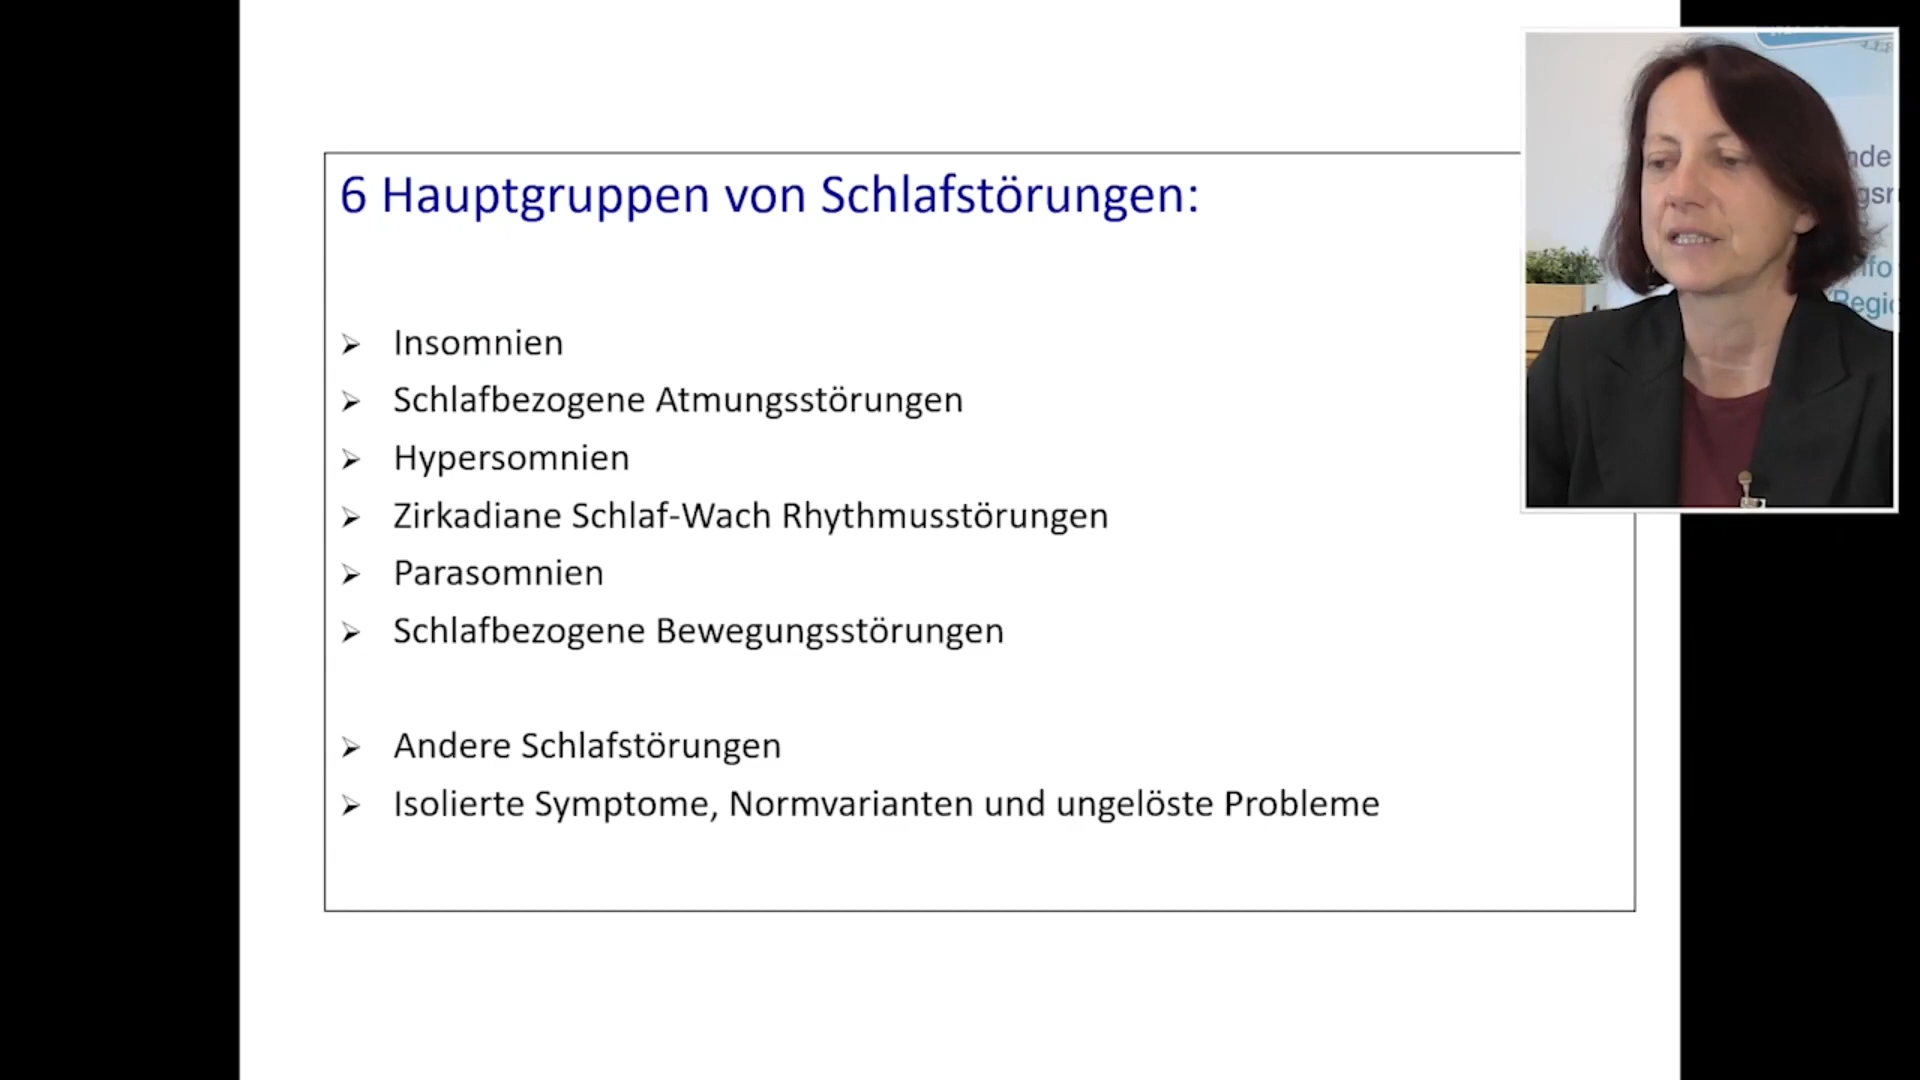 6 Hauptgruppen von Schlafstörungen:
Insomnien
Schlafbezogene Atmungsstörungen
Hypersomnien
Zirkadiane Schlaf-Wach Rhythmusstörungen
Parasomnien
Schlafbezogene Bewegungsstörungen
Andere Schlafstörungen
Isolierte Symptome, Normvarianten und ungelöste Probleme